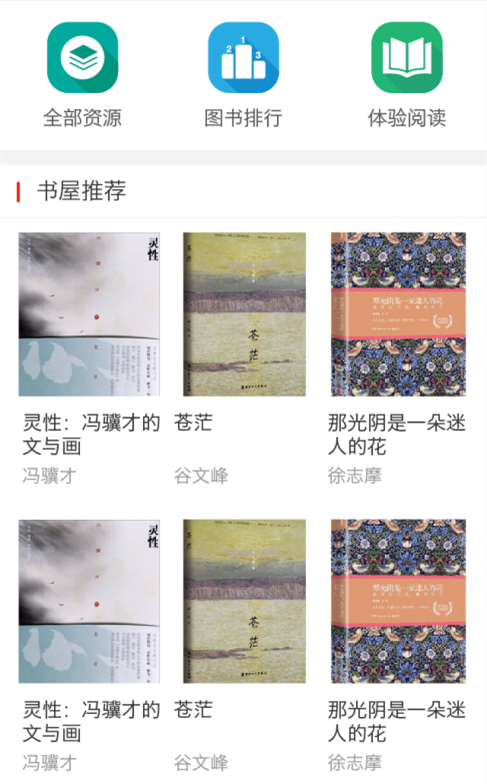 1
2
3
全部资源
图书排行
体验阅读
书屋推荐
灵性
苍茫
苍茫
那光阴是一朵迷人的花
灵性：冯骥才的
文与画
冯骥才
苍茫
谷文峰
那光阴是一朵迷
人的花
徐志摩
灵性
苍茫
苍茫
那光阴是一朵迷人的花
灵性：冯骥才的
文与画
冯骥才
苍茫
谷文峰
那光阴是一朵迷
人的花
徐志摩